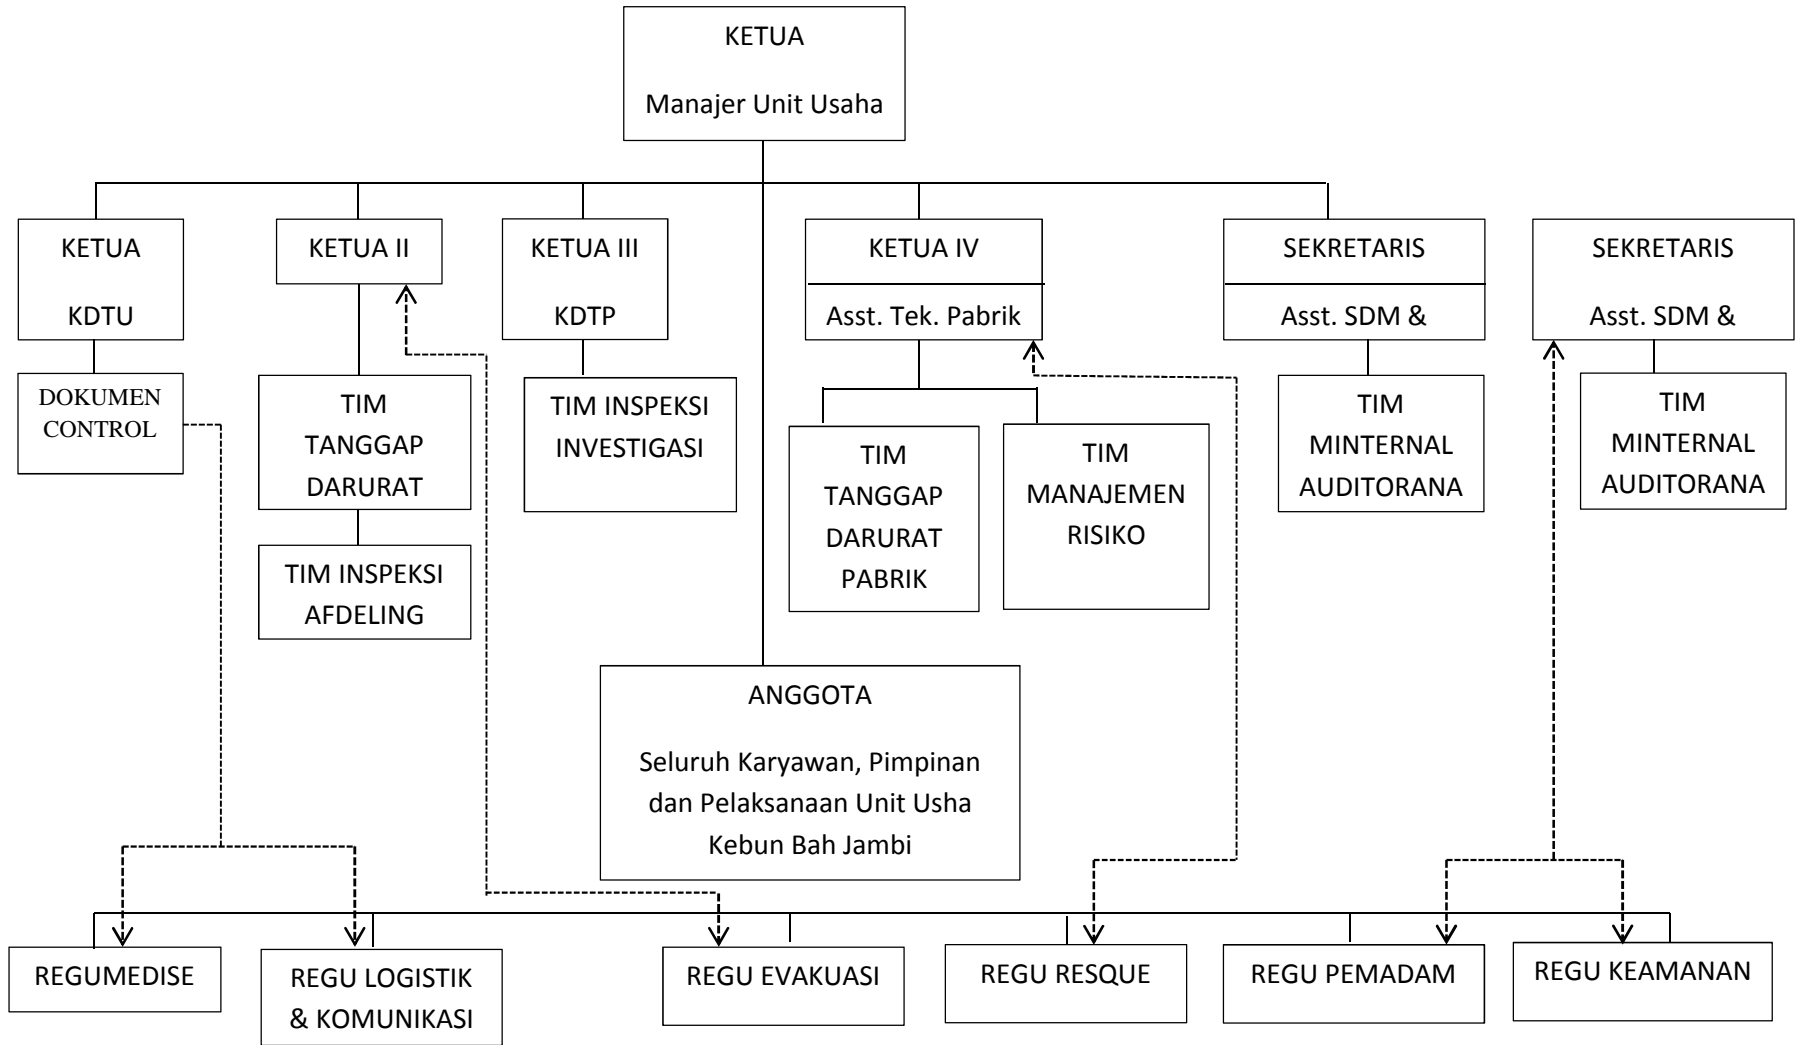 KETUA
Manajer Unit Usaha
KETUA
KDTU
KETUA II
KETUA III
KDTP
KETUA IV
Asst. Tek. Pabrik
SEKRETARIS
Asst. SDM &
SEKRETARIS
Asst. SDM &
DOKUMEN
CONTROL
TIM
TANGGAP
DARURAT
TIM INSPEKSI
AFDELING
TIM INSPEKSI
INVESTIGASI
TIM
TANGGAP
DARURAT
PABRIK
TIM
MANAJEMEN
RISIKO
TIM
MINTERNAL
AUDITORANA
TIM
MINTERNAL
AUDITORANA
ANGGOTA
Seluruh Karyawan, Pimpinan
dan Pelaksanaan Unit Usha
Kebun Bah Jambi
REGUMEDISE
REGU LOGISTIK
& KOMUNIKASI
REGU EVAKUASI
REGU RESQUE
REGU PEMADAM
REGU KEAMANAN